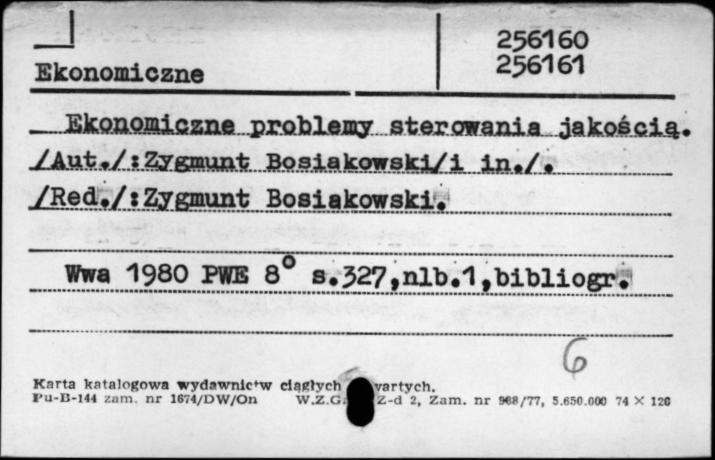 256160
Ekonomiczne 256161
Ekonomiczne problemy sterowania jakością.
/Aut./:Zygmunt Bosiakowski/i in./.
/Red./:Zygmunt Bosiakowski.
Wwa 1980 PWE 8° s.327,nlb.1,bibliogr.
6
Karta katalogowa wydawnictw ciągłych wartych.
Pu-B-144 zam. nr 1674/DW/On W.Z.G. Z-d 2, Zam. nr 968/77, 5.650.000 74 × 120